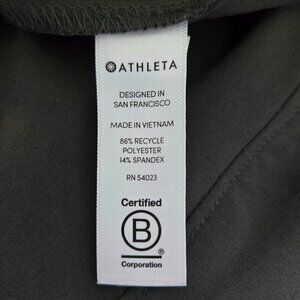 ATHLETA
DESIGNED IN
SAN FRANCISCO
MADE IN VIETNAM
86% RECYCLE
POLYESTER
14% SPANDEX
RN 54023
Certified
B
Corporation